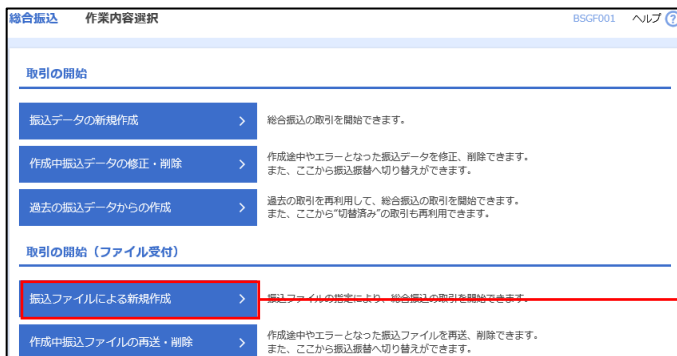 総合振込 作業内容選択 BSGF001 ヘルプ ?
取引の開始
振込データの新規作成 > 総合振込の取引を開始できます。
作成中振込データの修正・削除 > 作成途中やエラーとなった振込データを修正、削除できます。
また、ここから振込振替へ切り替えができます。
過去の振込データからの作成 > 過去の取引を再利用して、総合振込の取引を開始できます。
また、ここから"切替済み"の取引も再利用できます。
取引の開始（ファイル受付）
振込ファイルによる新規作成 > 振込ファイルの指定により、総合振込の取引を開始できます。
作成中振込ファイルの再送・削除 > 作成途中やエラーとなった振込ファイルを再送、削除できます。
また、ここから振込振替へ切り替えができます。